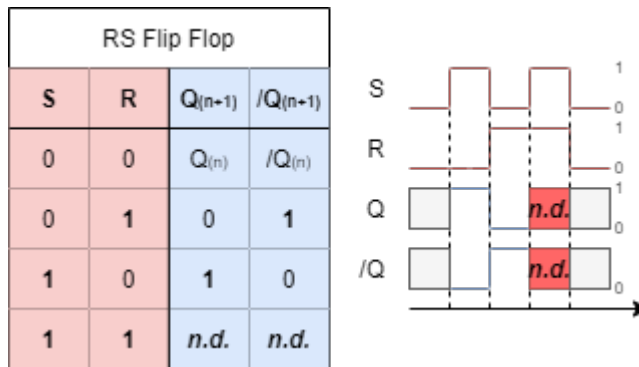 RS Flip Flop
S R Q(n+1) /Q(n+1)
0 0 Q(n) /Q(n)
0 1 0 1
1 0 1 0
1 1 n.d. n.d.
S 1 0
R 1 0
Q n.d. 1 0
/Q n.d. 0